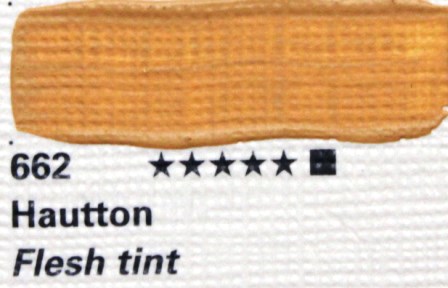 662 ★★★★★ ■
Hautton
Flesh tint